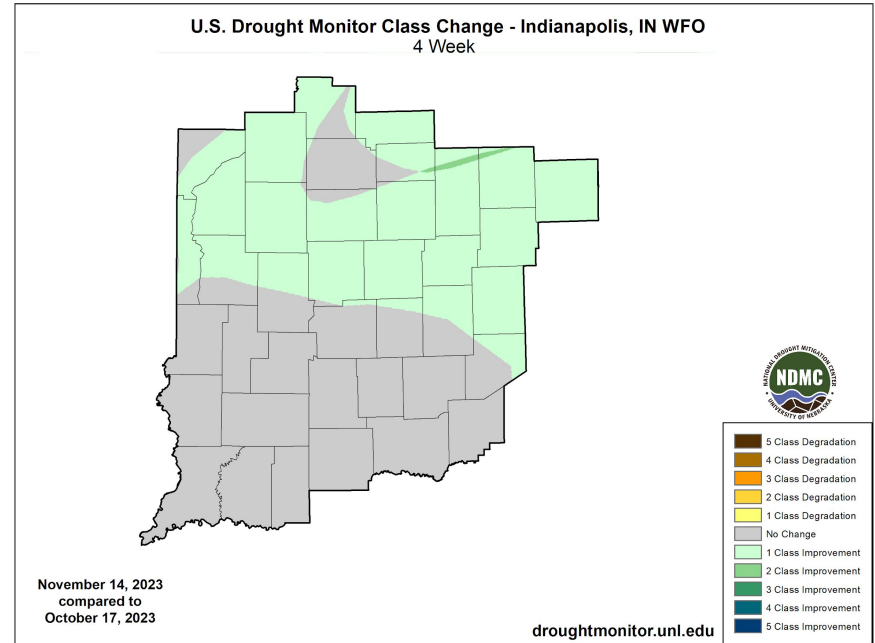 U.S. Drought Monitor Class Change - Indianapolis, IN WFO
4 Week
NATIONAL DROUGHT MITIGATION CENTER
NDMC
UNIVERSITY OF NEBRASKA
5 Class Degradation
4 Class Degradation
3 Class Degradation
2 Class Degradation
1 Class Degradation
No Change
1 Class Improvement
2 Class Improvement
3 Class Improvement
4 Class Improvement
5 Class Improvement
November 14, 2023
compared to
October 17, 2023
droughtmonitor.unl.edu